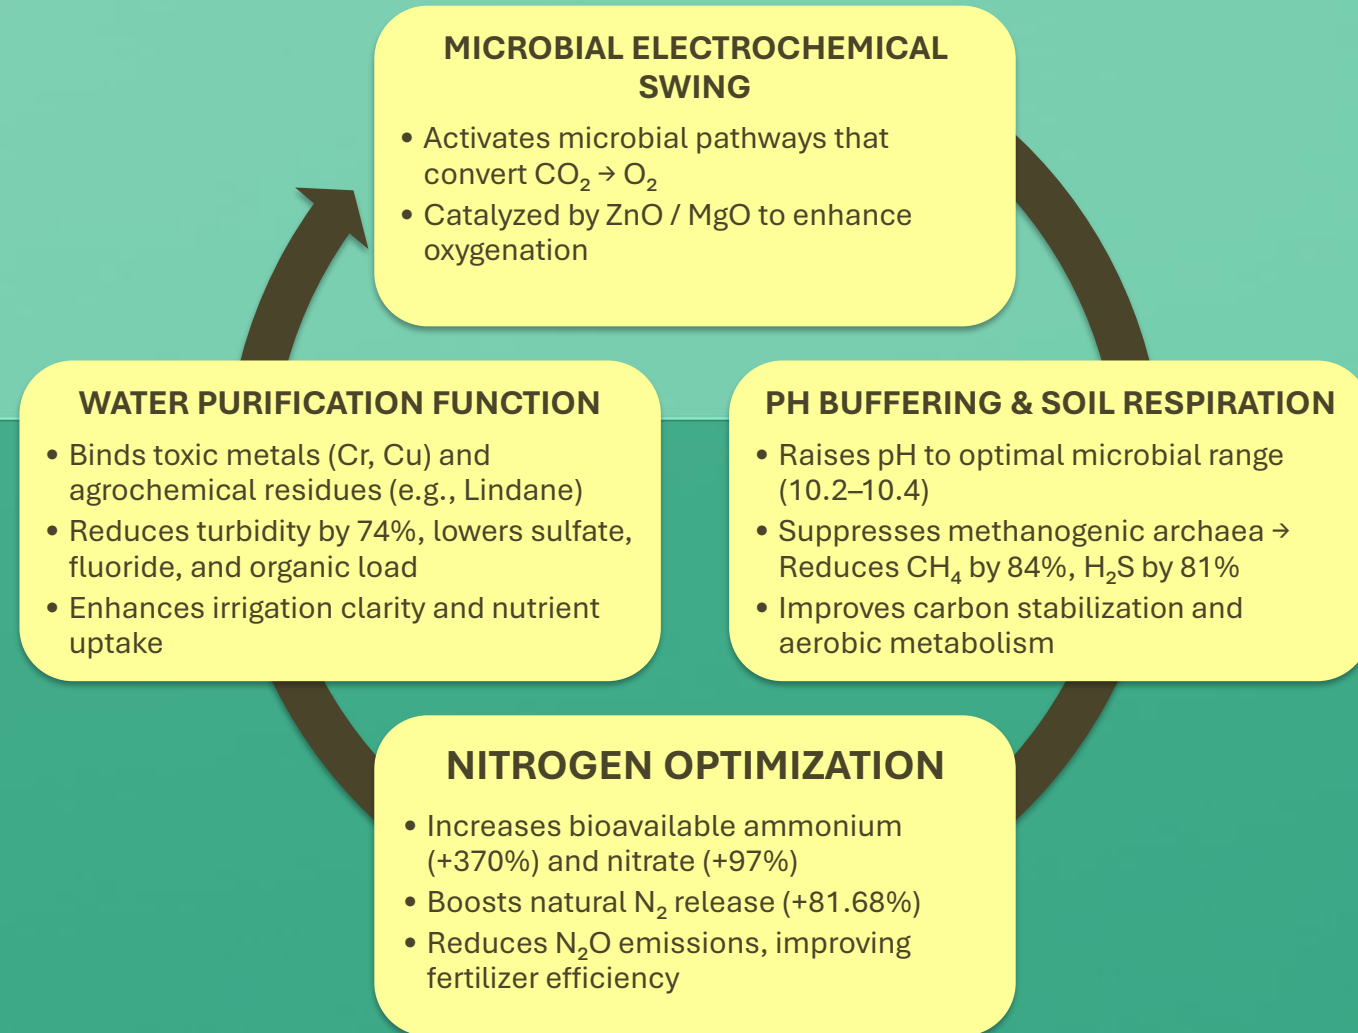 MICROBIAL ELECTROCHEMICAL
SWING
• Activates microbial pathways that
convert CO₂ → O₂
• Catalyzed by ZnO / MgO to enhance
oxygenation
WATER PURIFICATION FUNCTION
• Binds toxic metals (Cr, Cu) and
agrochemical residues (e.g., Lindane)
• Reduces turbidity by 74%, lowers sulfate,
fluoride, and organic load
• Enhances irrigation clarity and nutrient
uptake
PH BUFFERING & SOIL RESPIRATION
• Raises pH to optimal microbial range
(10.2–10.4)
• Suppresses methanogenic archaea →
Reduces CH₄ by 84%, H₂S by 81%
• Improves carbon stabilization and
aerobic metabolism
NITROGEN OPTIMIZATION
• Increases bioavailable ammonium
(+370%) and nitrate (+97%)
• Boosts natural N₂ release (+81.68%)
• Reduces N₂O emissions, improving
fertilizer efficiency